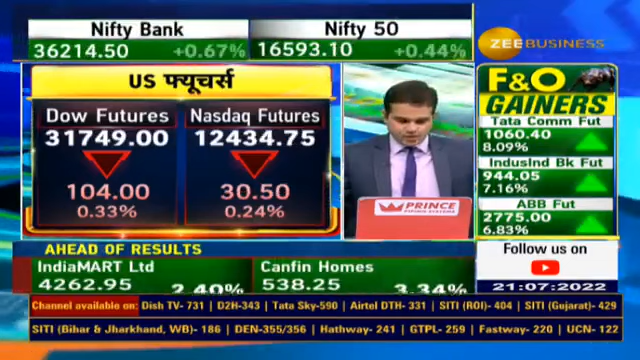 Nifty Bank
36214.50 +0.67%
Nifty 50
16593.10 +0.44%
ZEE BUSINESS
US फ्यूचर्स
Dow Futures
31749.00
104.00
0.33%
Nasdaq Futures
12434.75
30.50
0.24%
PRINCE
PIPING SYSTEMS
F&O
GAINERS
Tata Comm Fut
1060.40
8.09%
IndusInd Bk Fut
944.05
7.16%
ABB Fut
2775.00
6.83%
Follow us on
21:07:2022
AHEAD OF RESULTS
IndiaMART Ltd
4262.95 2.40%
Canfin Homes
538.25 3.34%
Channel available on: Dish TV- 731 | D2H-343 | Tata Sky-590 | Airtel DTH- 331 | SITI (ROI)- 404 | SITI (Gujarat)- 429
SITI (Bihar & Jharkhand, WB)- 186 | DEN-355/356 | Hathway- 241 | GTPL- 259 | Fastway- 220 | UCN- 122